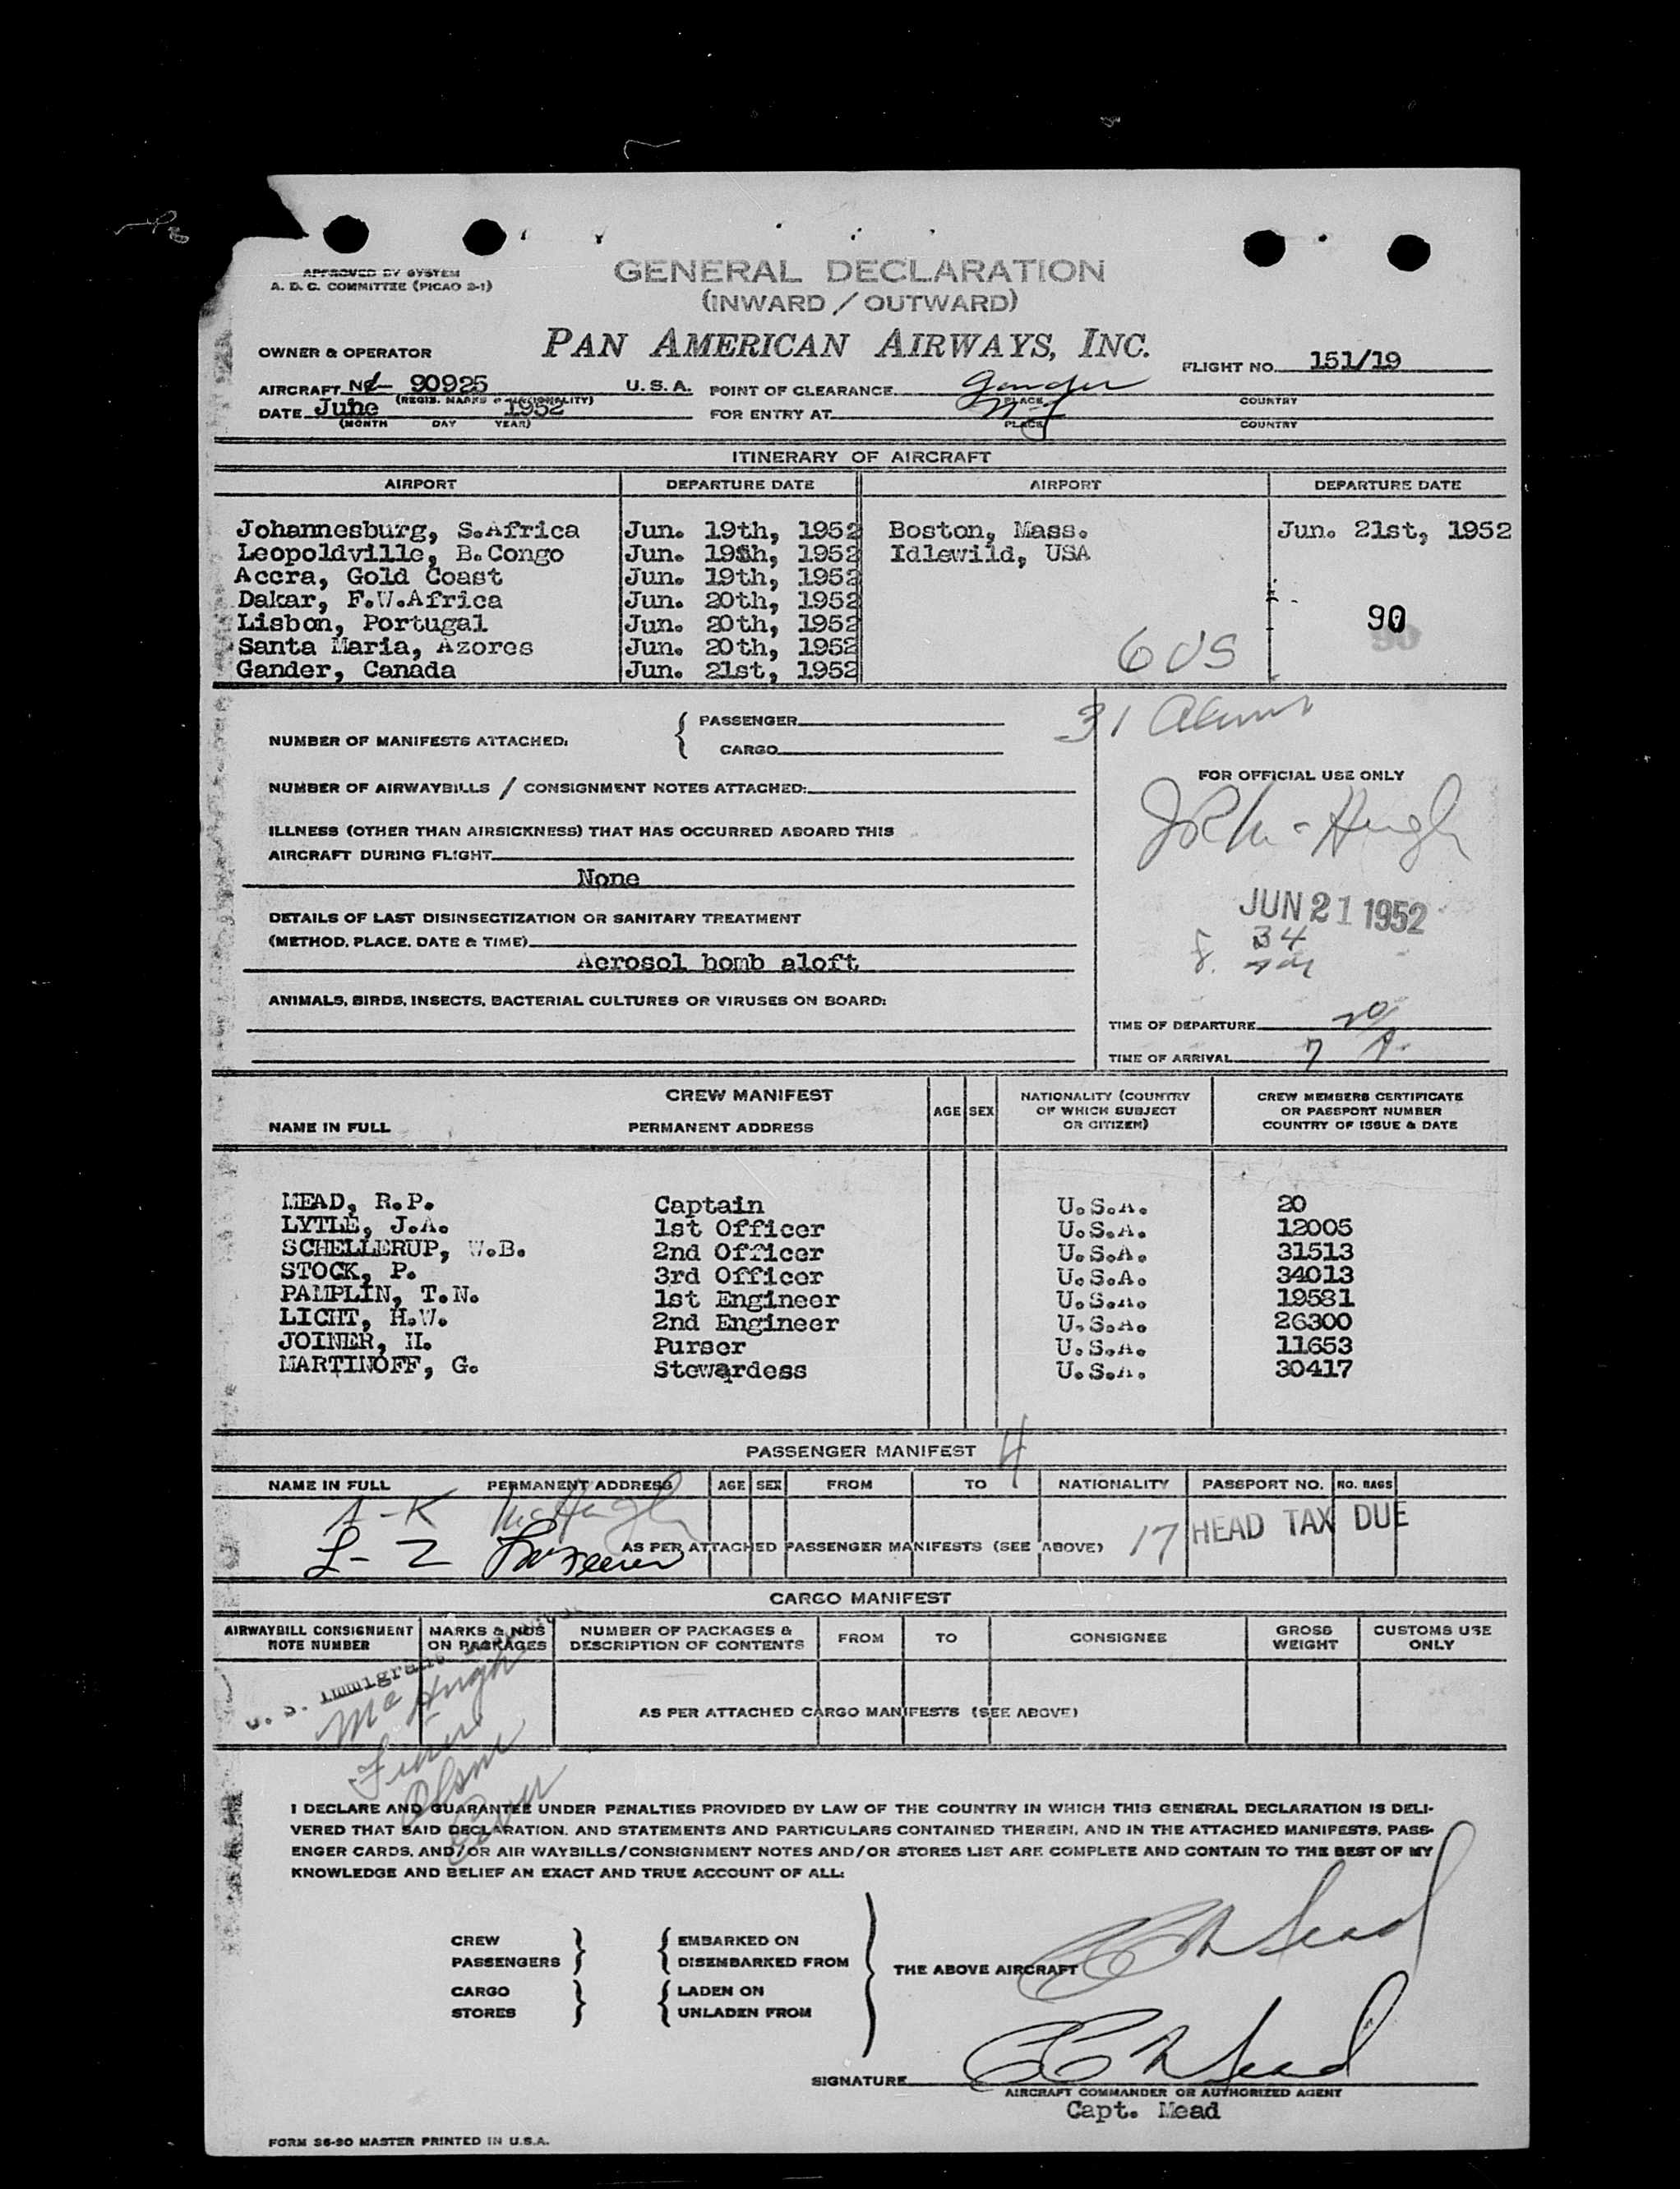 APPROVED BY SYSTEM
A. D. C. COMMITTEE (PICAO 2-1)
GENERAL DECLARATION
(INWARD / OUTWARD)
OWNER & OPERATOR
PAN AMERICAN AIRWAYS, INC.
FLIGHT NO. 151/19
AIRCRAFT 90925 U. S. A. POINT OF CLEARANCE Gander
(REGIS. MARKS & NATIONALITY) PLACE COUNTRY
DATE June 1952 FOR ENTRY AT NY
(MONTH DAY YEAR) PLACE COUNTRY
ITINERARY OF AIRCRAFT
AIRPORT DEPARTURE DATE AIRPORT DEPARTURE DATE
Johannesburg, S.Africa Jun. 19th, 1952 Boston, Mass. Jun. 21st, 1952
Leopoldville, B.Congo Jun. 19th, 1952 Idlewild, USA
Accra, Gold Coast Jun. 19th, 1952
Dakar, F.W.Africa Jun. 20th, 1952
Lisbon, Portugal Jun. 20th, 1952 90
Santa Maria, Azores Jun. 20th, 1952 6 US
Gander, Canada Jun. 21st, 1952
31 Aliens
PASSENGER
NUMBER OF MANIFESTS ATTACHED:
CARGO
FOR OFFICIAL USE ONLY
NUMBER OF AIRWAYBILLS / CONSIGNMENT NOTES ATTACHED:
ILLNESS (OTHER THAN AIRSICKNESS) THAT HAS OCCURRED ABOARD THIS
AIRCRAFT DURING FLIGHT
None
DETAILS OF LAST DISINSECTIZATION OR SANITARY TREATMENT
JUN 21 1952
(METHOD, PLACE, DATE & TIME)
34
Aerosol bomb aloft
ANIMALS, BIRDS, INSECTS, BACTERIAL CULTURES OR VIRUSES ON BOARD:
TIME OF DEPARTURE
TIME OF ARRIVAL 7 A.
CREW MANIFEST
NAME IN FULL PERMANENT ADDRESS AGE SEX NATIONALITY (COUNTRY OF WHICH SUBJECT OR CITIZEN) CREW MEMBERS CERTIFICATE OR PASSPORT NUMBER COUNTRY OF ISSUE & DATE
MEAD, R.P. Captain U.S.A. 20
LYTLE, J.A. 1st Officer U.S.A. 12005
SCHELLERUP, W.B. 2nd Officer U.S.A. 31513
STOCK, P. 3rd Officer U.S.A. 34013
PAMPLIN, T.N. 1st Engineer U.S.A. 19581
LICHT, H.W. 2nd Engineer U.S.A. 26300
JOINER, H. Purser U.S.A. 11653
MARTINOFF, G. Stewardess U.S.A. 30417
PASSENGER MANIFEST
NAME IN FULL PERMANENT ADDRESS AGE SEX FROM TO NATIONALITY PASSPORT NO. NO. BAGS
A-K McHugh
17 HEAD TAX DUE
L-Z
AS PER ATTACHED PASSENGER MANIFESTS (SEE ABOVE)
CARGO MANIFEST
AIRWAYBILL CONSIGNMENT NOTE NUMBER MARKS & NOS ON PACKAGES NUMBER OF PACKAGES & DESCRIPTION OF CONTENTS FROM TO CONSIGNEE GROSS WEIGHT CUSTOMS USE ONLY
U. S. Immigrant
McHugh
AS PER ATTACHED CARGO MANIFESTS (SEE ABOVE)
I DECLARE AND GUARANTEE UNDER PENALTIES PROVIDED BY LAW OF THE COUNTRY IN WHICH THIS GENERAL DECLARATION IS DELI-
VERED THAT SAID DECLARATION, AND STATEMENTS AND PARTICULARS CONTAINED THEREIN, AND IN THE ATTACHED MANIFESTS, PASS-
ENGER CARDS, AND/OR AIR WAYBILLS/CONSIGNMENT NOTES AND/OR STORES LIST ARE COMPLETE AND CONTAIN TO THE BEST OF MY
KNOWLEDGE AND BELIEF AN EXACT AND TRUE ACCOUNT OF ALL:
CREW EMBARKED ON
PASSENGERS DISEMBARKED FROM
THE ABOVE AIRCRAFT
CARGO LADEN ON
STORES UNLADEN FROM
SIGNATURE
AIRCRAFT COMMANDER OR AUTHORIZED AGENT
Capt. Mead
FORM 36-90 MASTER PRINTED IN U.S.A.